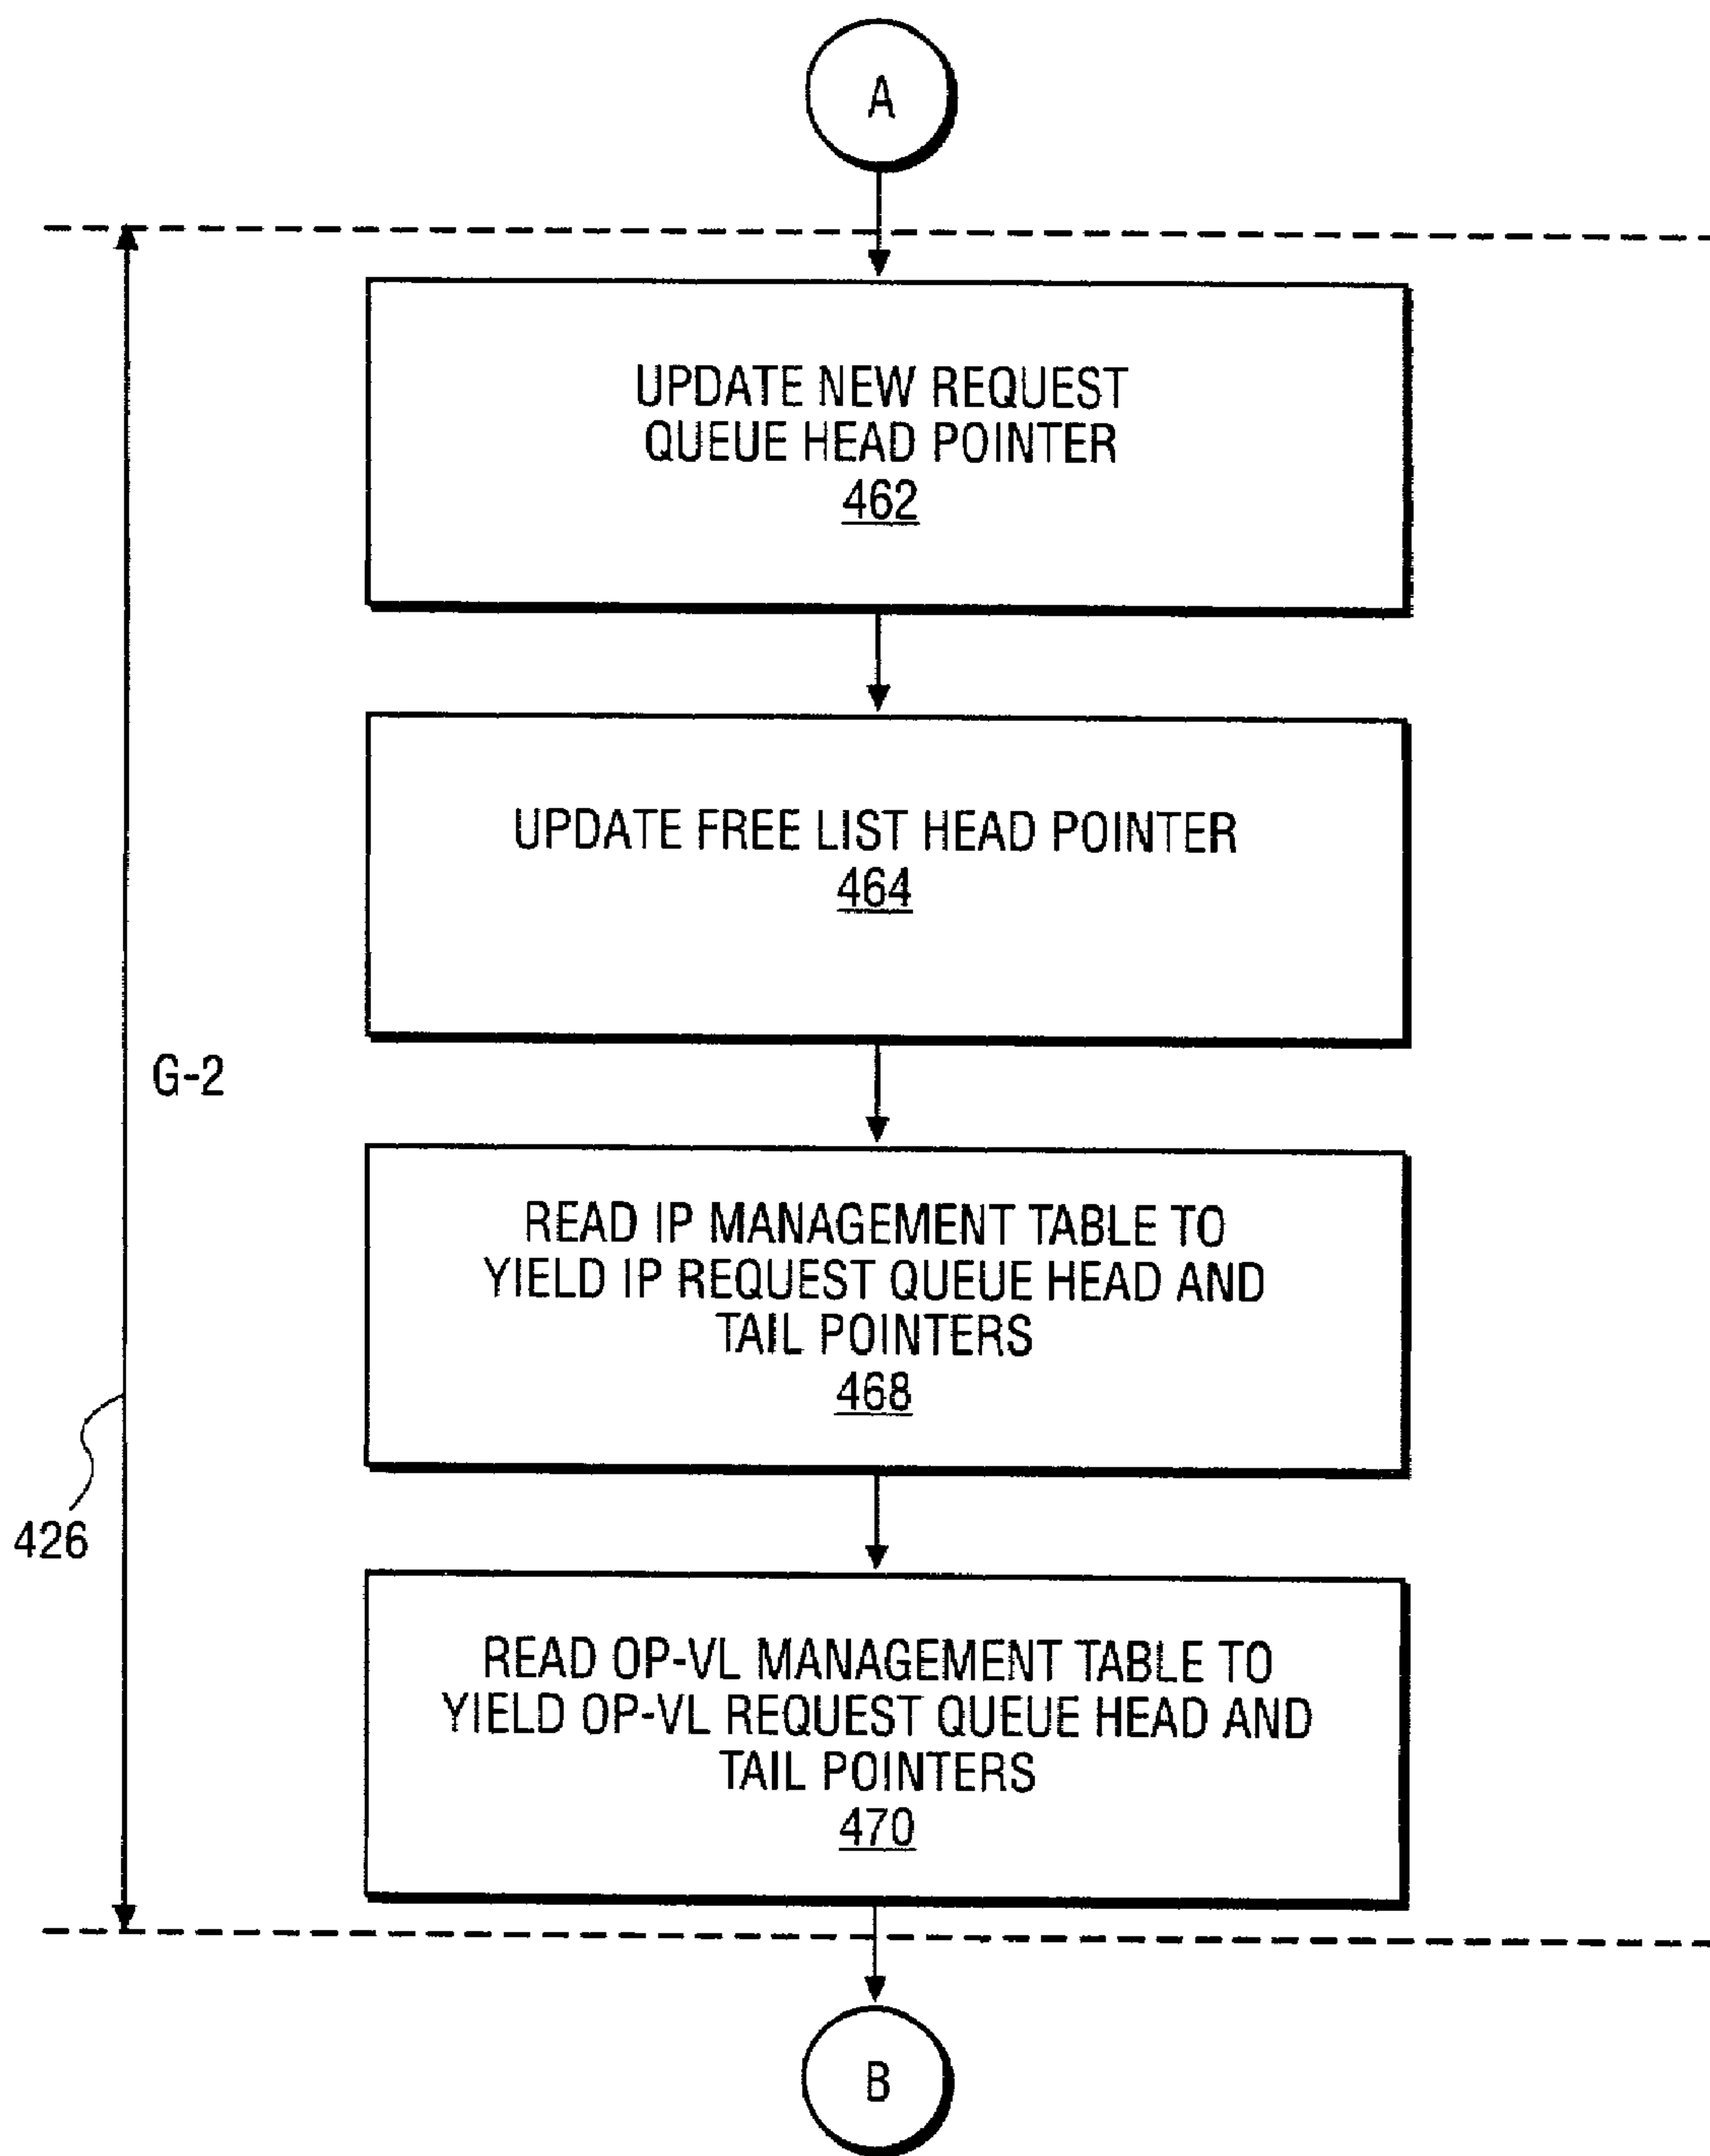 A
UPDATE NEW REQUEST
QUEUE HEAD POINTER
462
UPDATE FREE LIST HEAD POINTER
464
G-2
READ IP MANAGEMENT TABLE TO
YIELD IP REQUEST QUEUE HEAD AND
TAIL POINTERS
468
426
READ OP-VL MANAGEMENT TABLE TO
YIELD OP-VL REQUEST QUEUE HEAD AND
TAIL POINTERS
470
B